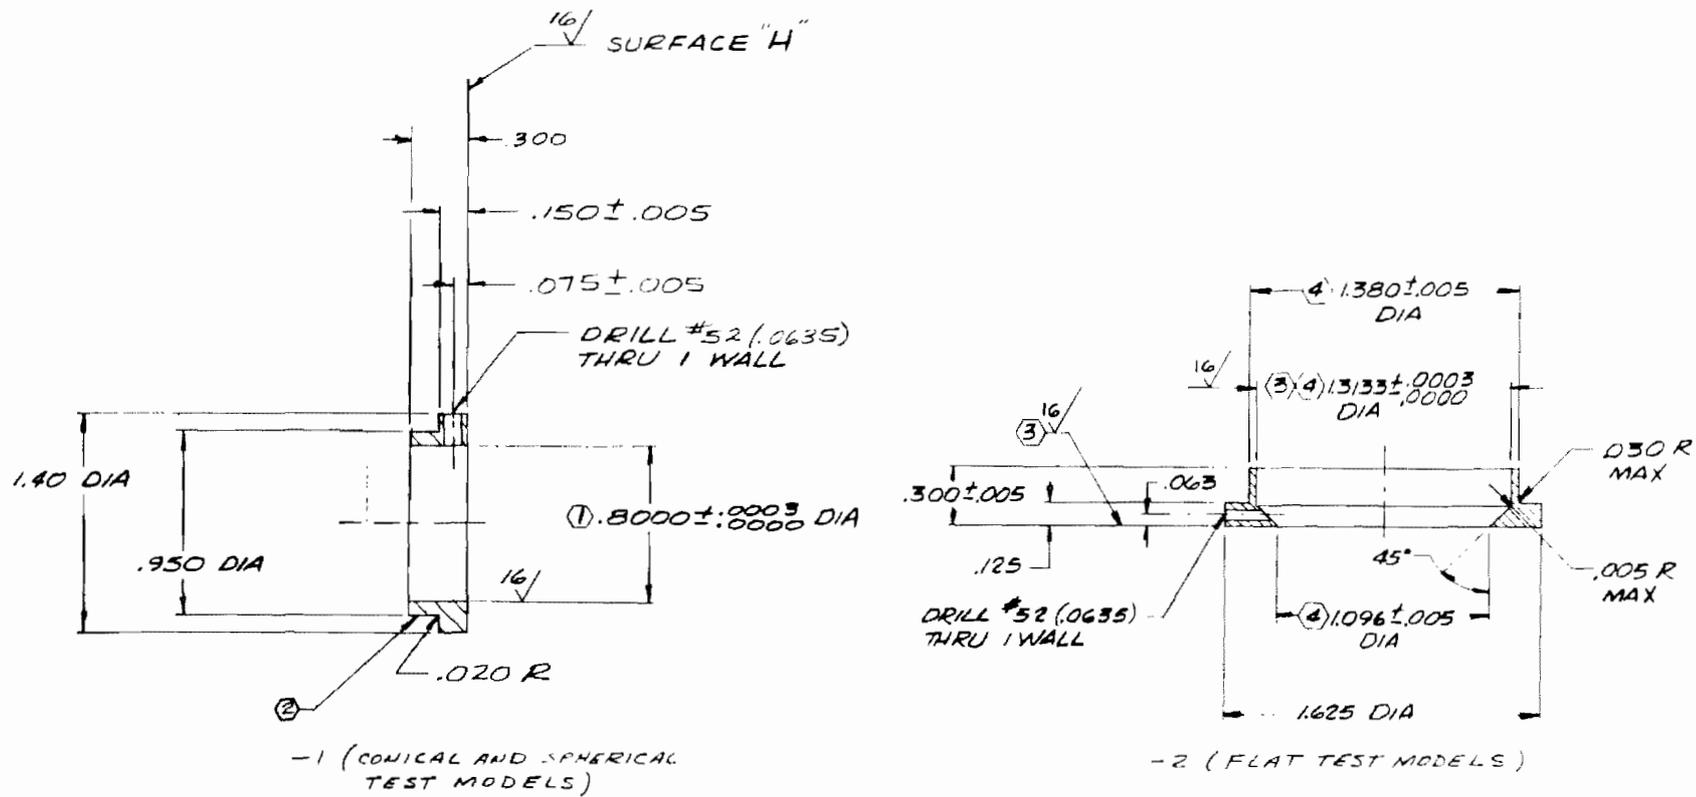 16/ SURFACE "H"
.300
.150±.005
.075±.005
DRILL #52 (.0635)
THRU 1 WALL
1.40 DIA
.950 DIA
① .8000±.0003 DIA
.0000
16/
.020 R
②
-1 (CONICAL AND SPHERICAL
TEST MODELS)
④ 1.380±.005
DIA
16/
③ ④ 1.3133±.0003
.0000
DIA
③
16/
.030 R
MAX
.300±.005
.063
.125
45°
.005 R
MAX
DRILL #52 (.0635)
THRU 1 WALL
④ 1.096±.005
DIA
1.625 DIA
-2 (FLAT TEST MODELS)